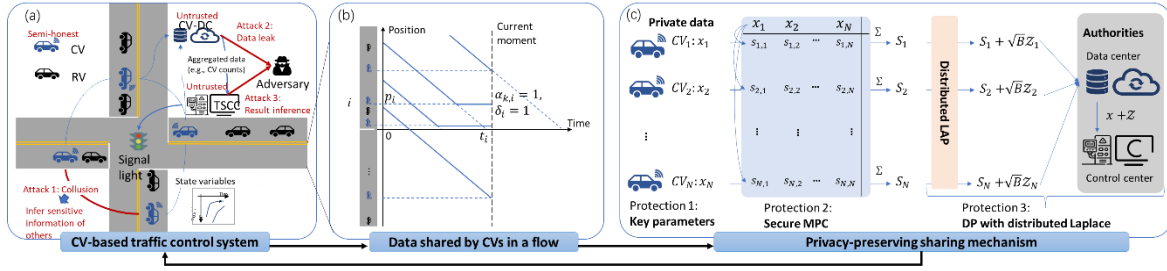 (a)
Untrusted
CV-DC
Attack 2:
Data leak
Semi-honest
CV
RV
Aggregated data
(e.g., CV counts)
Adversary
Untrusted
TSCC
Attack 3:
Result inference
Signal
light
Attack 1: Collusion
Infer sensitive
information of
others
State variables
CV-based traffic control system
(b)
Position
Current
moment
i
p_i
α_{k,i} = 1,
δ_i = 1
0
t_i
Time
Data shared by CVs in a flow
(c)
Private data
x_1 x_2 ... x_N
CV_1: x_1 s_{1,1} s_{1,2} ... s_{1,N} Σ S_1 S_1 + √BZ_1
CV_2: x_2 s_{2,1} s_{2,2} ... s_{2,N} Σ S_2 S_2 + √BZ_2
⋮ ⋮ ⋮ ⋮
CV_N: x_N s_{N,1} s_{N,2} ... s_{N,N} Σ S_N S_N + √BZ_N
Distributed LAP
Authorities
Data center
x + Z
C
Control center
Protection 1:
Key parameters
Protection 2:
Secure MPC
Protection 3:
DP with distributed Laplace
Privacy-preserving sharing mechanism